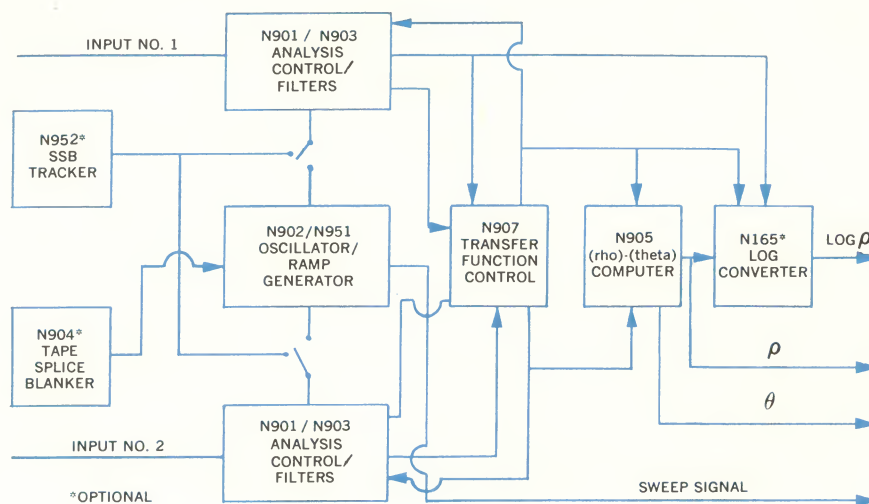 INPUT NO. 1
N901 / N903
ANALYSIS
CONTROL/
FILTERS
N952*
SSB
TRACKER
N902/N951
OSCILLATOR/
RAMP
GENERATOR
N907
TRANSFER
FUNCTION
CONTROL
N905
(rho)·(theta)
COMPUTER
N165*
LOG
CONVERTER
LOG ρ
N904*
TAPE
SPLICE
BLANKER
ρ
θ
N901 / N903
ANALYSIS
CONTROL/
FILTERS
INPUT NO. 2
*OPTIONAL
SWEEP SIGNAL